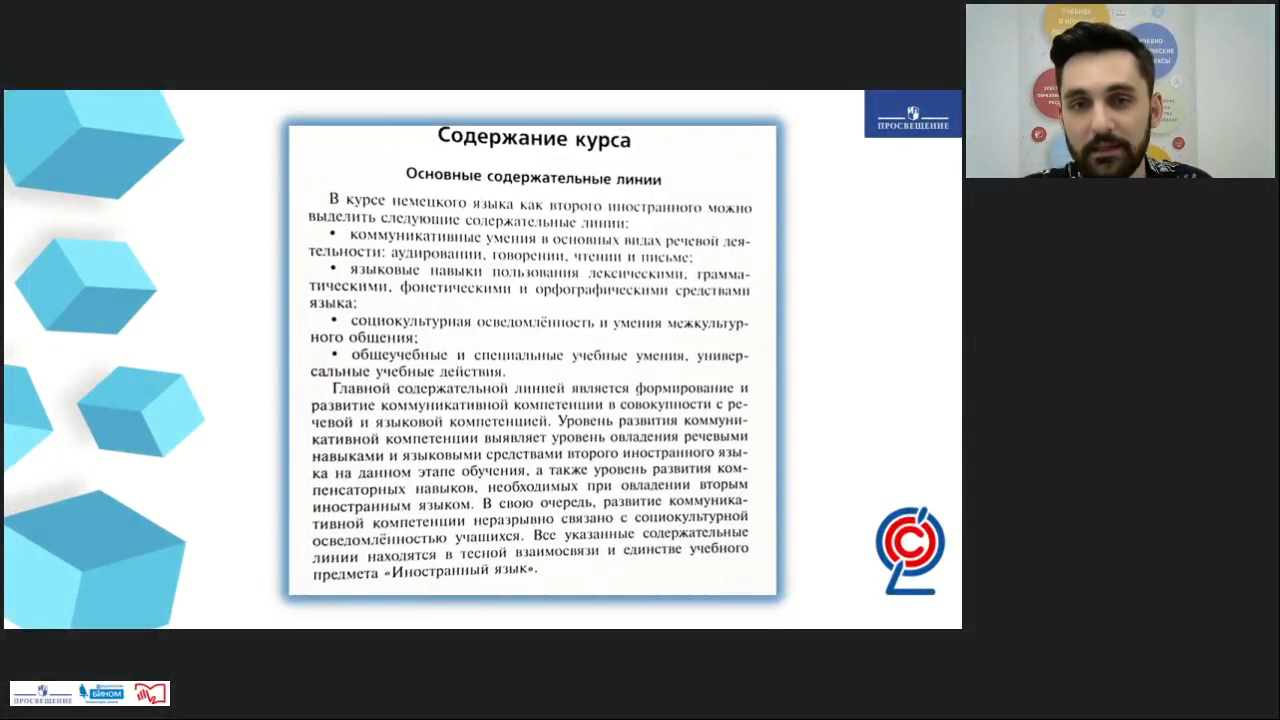 Содержание курса
Основные содержательные линии
В курсе немецкого языка как второго иностранного можно
выделить следующие содержательные линии:
• коммуникативные умения в основных видах речевой дея-
тельности: аудировании, говорении, чтении и письме;
• языковые навыки пользования лексическими, грамма-
тическими, фонетическими и орфографическими средствами
языка;
• социокультурная осведомлённость и умения межкультур-
ного общения;
• общеучебные и специальные учебные умения, универ-
сальные учебные действия.
Главной содержательной линией является формирование и
развитие коммуникативной компетенции в совокупности с ре-
чевой и языковой компетенцией. Уровень развития коммуни-
кативной компетенции выявляет уровень овладения речевыми
навыками и языковыми средствами второго иностранного язы-
ка на данном этапе обучения, а также уровень развития ком-
пенсаторных навыков, необходимых при овладении вторым
иностранным языком. В свою очередь, развитие коммуника-
тивной компетенции неразрывно связано с социокультурной
осведомлённостью учащихся. Все указанные содержательные
линии находятся в тесной взаимосвязи и единстве учебного
предмета «Иностранный язык».
ПРОСВЕЩЕНИЕ
С
ПРОСВЕЩЕНИЕ
БИНОМ